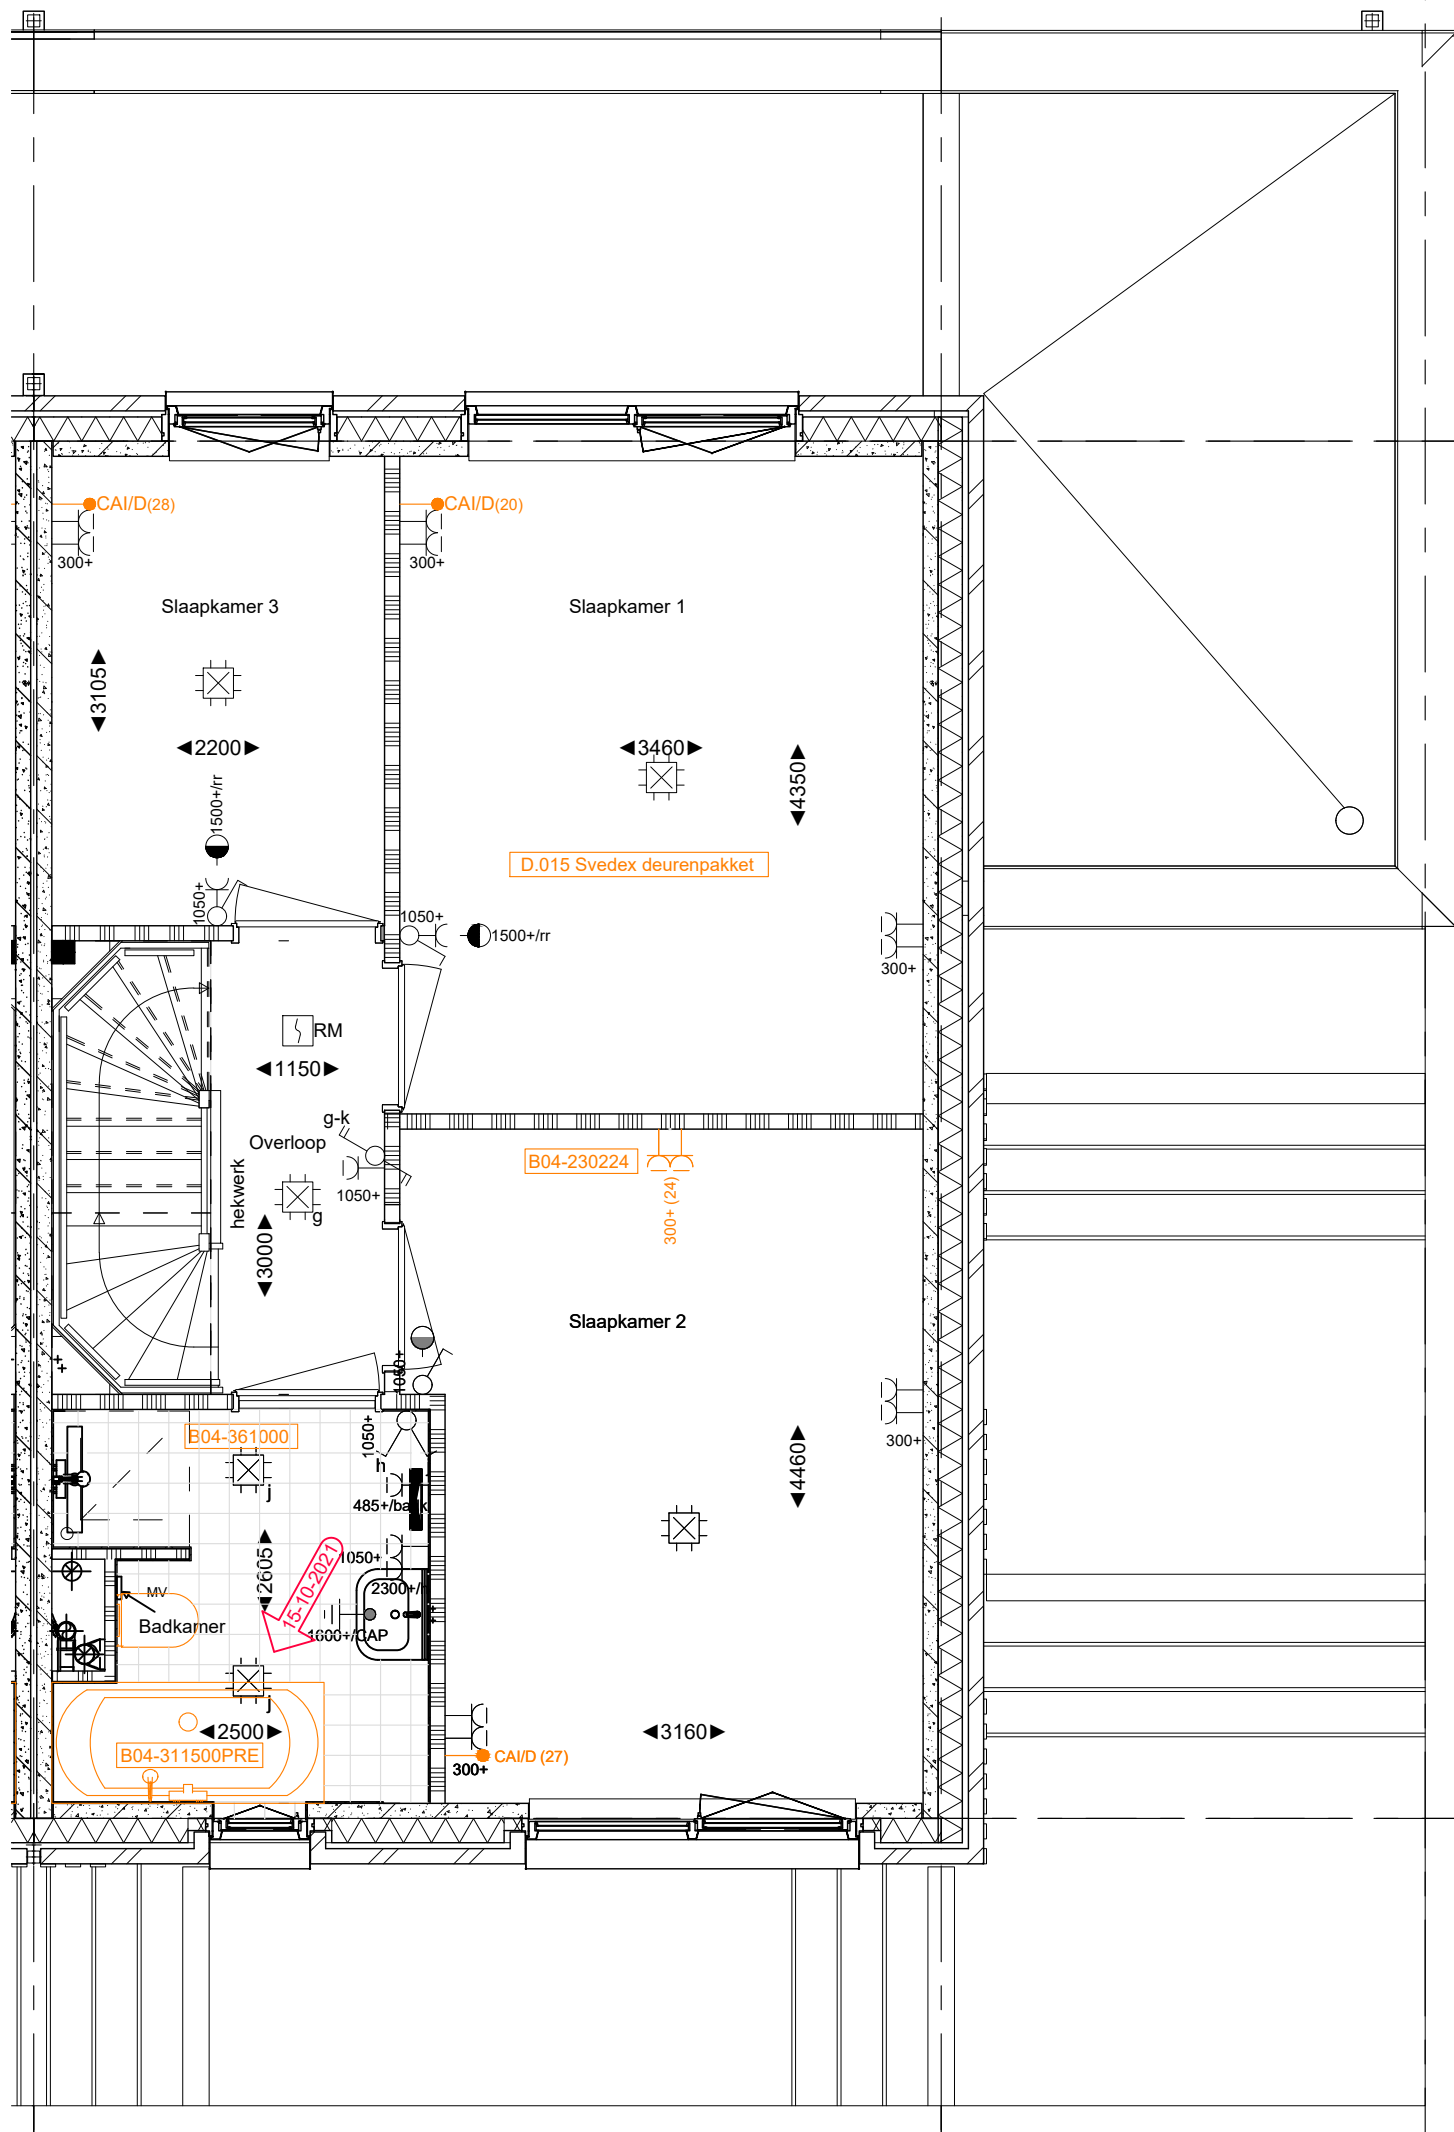 CAI/D(28)
CAI/D(20)
300+
300+
Slaapkamer 3
Slaapkamer 1
3105
2200
3460
4350
1500+/rr
D.015 Svedex deurenpakket
1050+
1050+
1500+/rr
300+
RM
1150
g-k
Overloop
B04-230224
1050+
hekwerk
g
300+ (24)
3000
Slaapkamer 2
1050+
B04-361000
1050+
300+
h
j
4460
485+/bak
2605
15-10-2021
1050+
MV
2300+/
Badkamer
1600+/CAP
j
2500
3160
B04-311500PRE
CAI/D (27)
300+